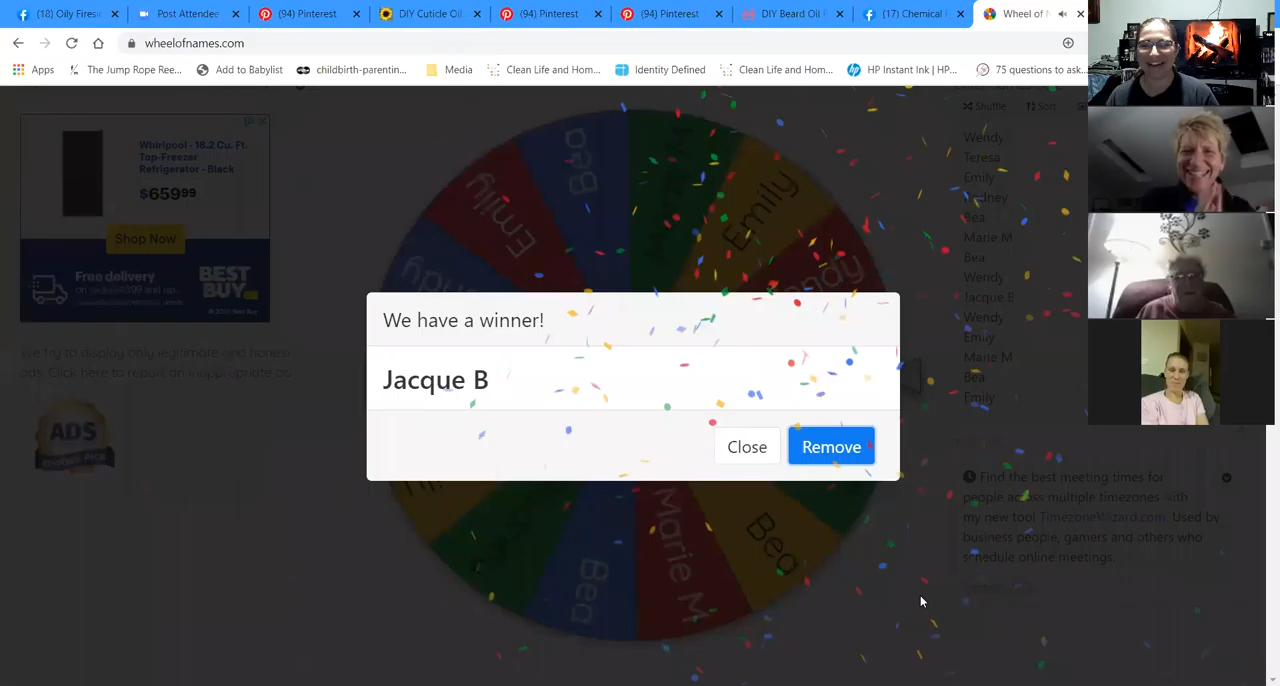 (18) Oily Firesi
Post Attendee
(94) Pinterest
DIY Cuticle Oil
(94) Pinterest
(94) Pinterest
DIY Beard Oil
(17) Chemical
Wheel of
wheelofnames.com
Apps
The Jump Rope Ree...
Add to Babylist
childbirth-parentin...
Media
Clean Life and Hom...
Identity Defined
Clean Life and Hom...
HP Instant Ink | HP...
75 questions to ask...
Shuffle
Sort
Whirlpool - 18.2 Cu. Ft.
Top-Freezer
Refrigerator - Black
$659.99
Shop Now
Free delivery
on
and up.
BEST
BUY
We try to display only legitimate and honest
ads. Click here to report an inappropriate ad
ADS
Wendy
Teresa
Emily
Rodney
Bea
Marie M
Bea
Wendy
Jacque B
Wendy
Emily
Marie M
Bea
Emily
Bea
Emily
Emily
We have a winner!
Jacque B
Close
Remove
Bea
Marie M
Bea
Find the best meeting times for
people across multiple timezones with
my new tool TimezoneWizard.com. Used by
business people, gamers and others who
schedule online meetings.